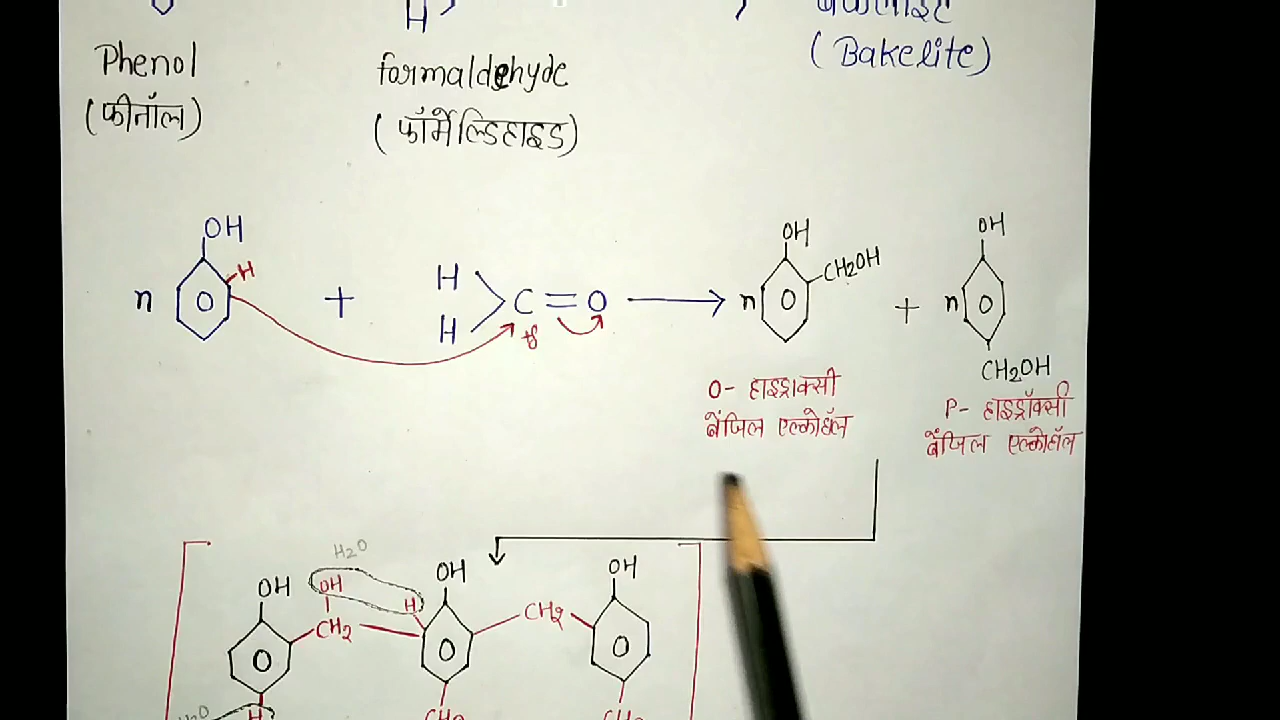 H
Phenol
(फीनॉल)
formaldehyde
(फॉर्मेल्डिहाइड)
(Bakelite)
n
OH
H
+
H
H
C=O
+δ
n
OH
CH2OH
+
n
OH
CH2OH
O- हाइड्राक्सी
बेंजिल एल्कोहॉल
P- हाइड्रॉक्सी
बेंजिल एल्कोहॉल
H2O
OH
OH
H
OH
CH2
CH2
OH
H2O
H